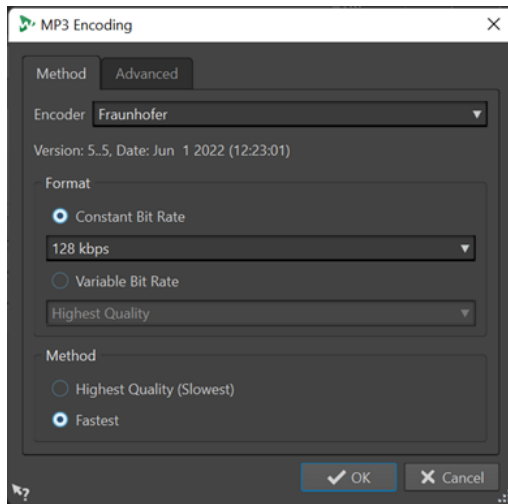 MP3 Encoding
Method Advanced
Encoder Fraunhofer
Version: 5..5, Date: Jun 1 2022 (12:23:01)
Format
Constant Bit Rate
128 kbps
Variable Bit Rate
Highest Quality
Method
Highest Quality (Slowest)
Fastest
OK Cancel
?